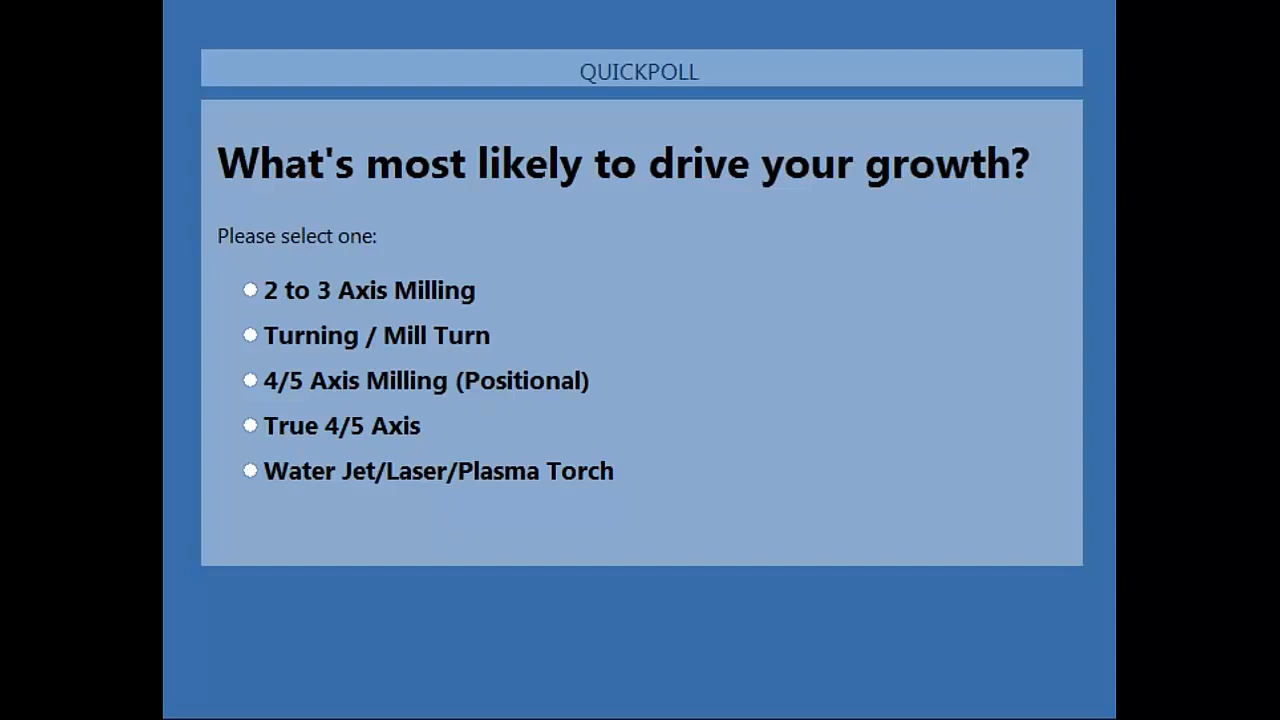 QUICKPOLL
What's most likely to drive your growth?
Please select one:
2 to 3 Axis Milling
Turning / Mill Turn
4/5 Axis Milling (Positional)
True 4/5 Axis
Water Jet/Laser/Plasma Torch